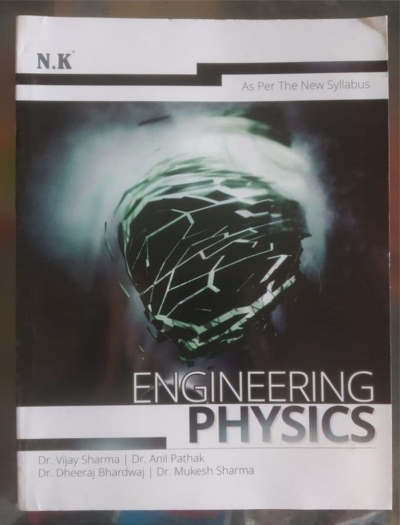 N.K®
As Per The New Syllabus
ENGINEERING
PHYSICS
Dr. Vijay Sharma | Dr. Anil Pathak
Dr. Dheeraj Bhardwaj | Dr. Mukesh Sharma